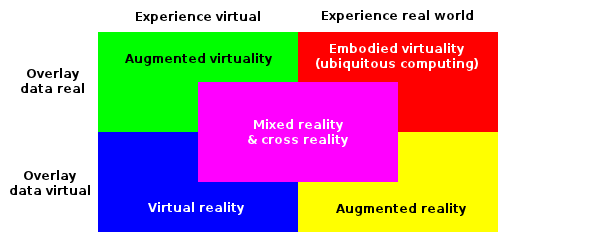 Experience virtual
Experience real world
Overlay
data real
Augmented virtuality
Embodied virtuality
(ubiquitous computing)
Mixed reality
& cross reality
Overlay
data virtual
Virtual reality
Augmented reality